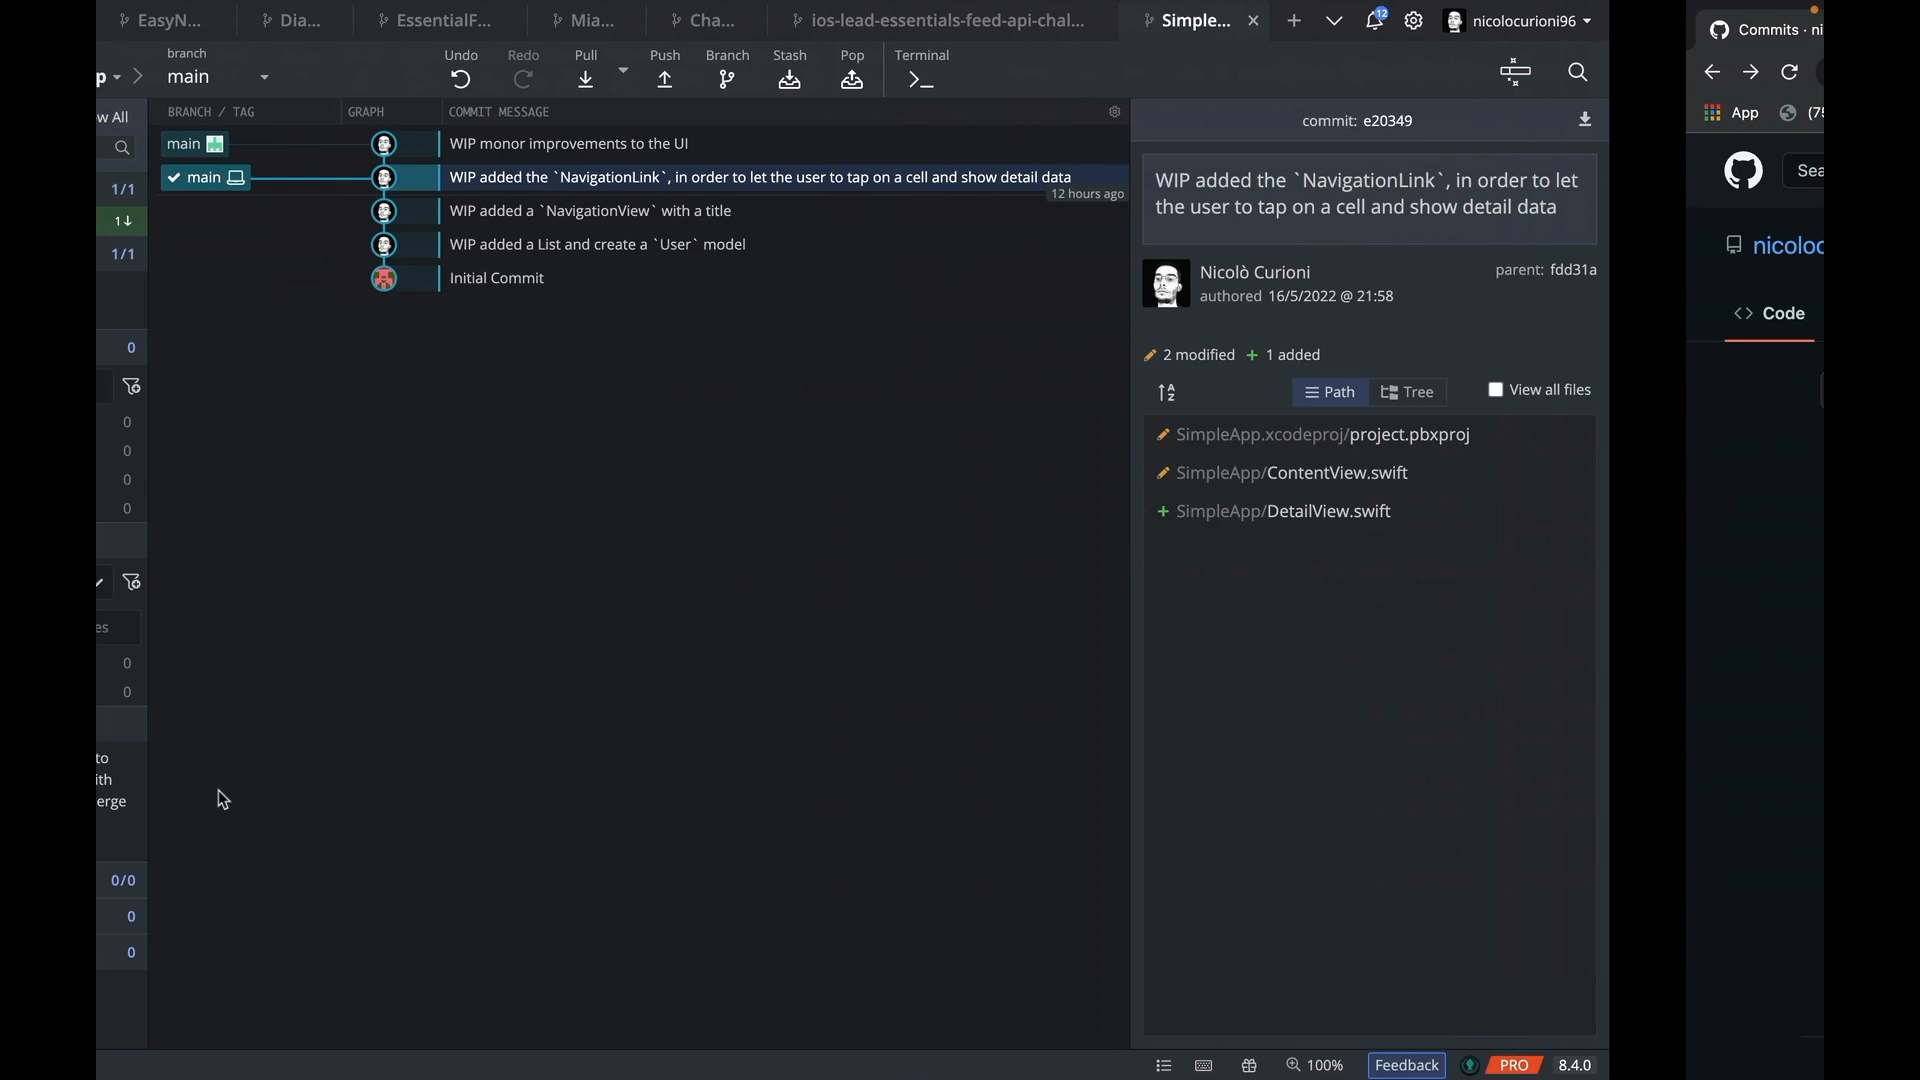 EasyN...
Dia...
EssentialF...
Mia...
Cha...
ios-lead-essentials-feed-api-chal...
Simple...
12
nicolocurioni96
Commits · ni
branch
p
main
Undo
Redo
Pull
Push
Branch
Stash
Pop
Terminal
App
(75
w All
BRANCH / TAG
GRAPH
COMMIT MESSAGE
commit: e20349
main
WIP monor improvements to the UI
main
WIP added the `NavigationLink`, in order to let the user to tap on a cell and show detail data
12 hours ago
WIP added a `NavigationView` with a title
WIP added a List and create a `User` model
Initial Commit
1/1
1
1/1
0
0
0
0
0
es
0
0
to
ith
erge
0/0
0
0
WIP added the `NavigationLink`, in order to let
the user to tap on a cell and show detail data
Nicolò Curioni
authored 16/5/2022 @ 21:58
parent: fdd31a
2 modified
1 added
A
Z
Path
Tree
View all files
SimpleApp.xcodeproj/project.pbxproj
SimpleApp/ContentView.swift
SimpleApp/DetailView.swift
Sea
nicoloc
Code
100%
Feedback
PRO
8.4.0